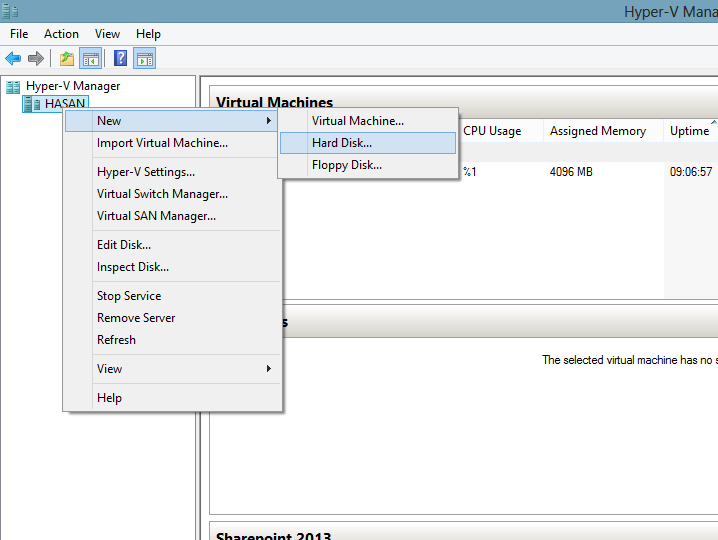 Hyper-V Mana
File Action View Help
Hyper-V Manager
HASAN
Virtual Machines
CPU Usage Assigned Memory Uptime
%1 4096 MB 09:06:57
New
Import Virtual Machine...
Hyper-V Settings...
Virtual Switch Manager...
Virtual SAN Manager...
Edit Disk...
Inspect Disk...
Stop Service
Remove Server
Refresh
View
Help
Virtual Machine...
Hard Disk...
Floppy Disk...
s
The selected virtual machine has no s
Sharepoint 2013